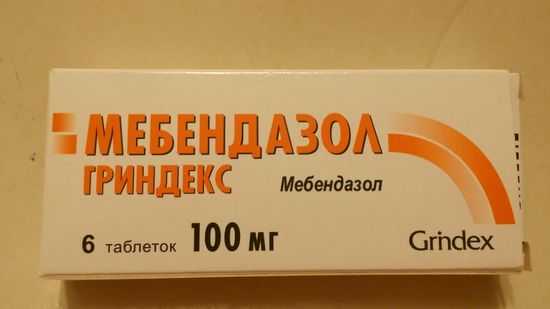 МЕБЕНДАЗОЛ
ГРИНДЕКС
Мебендазол
6 таблеток 100 мг
Grindex